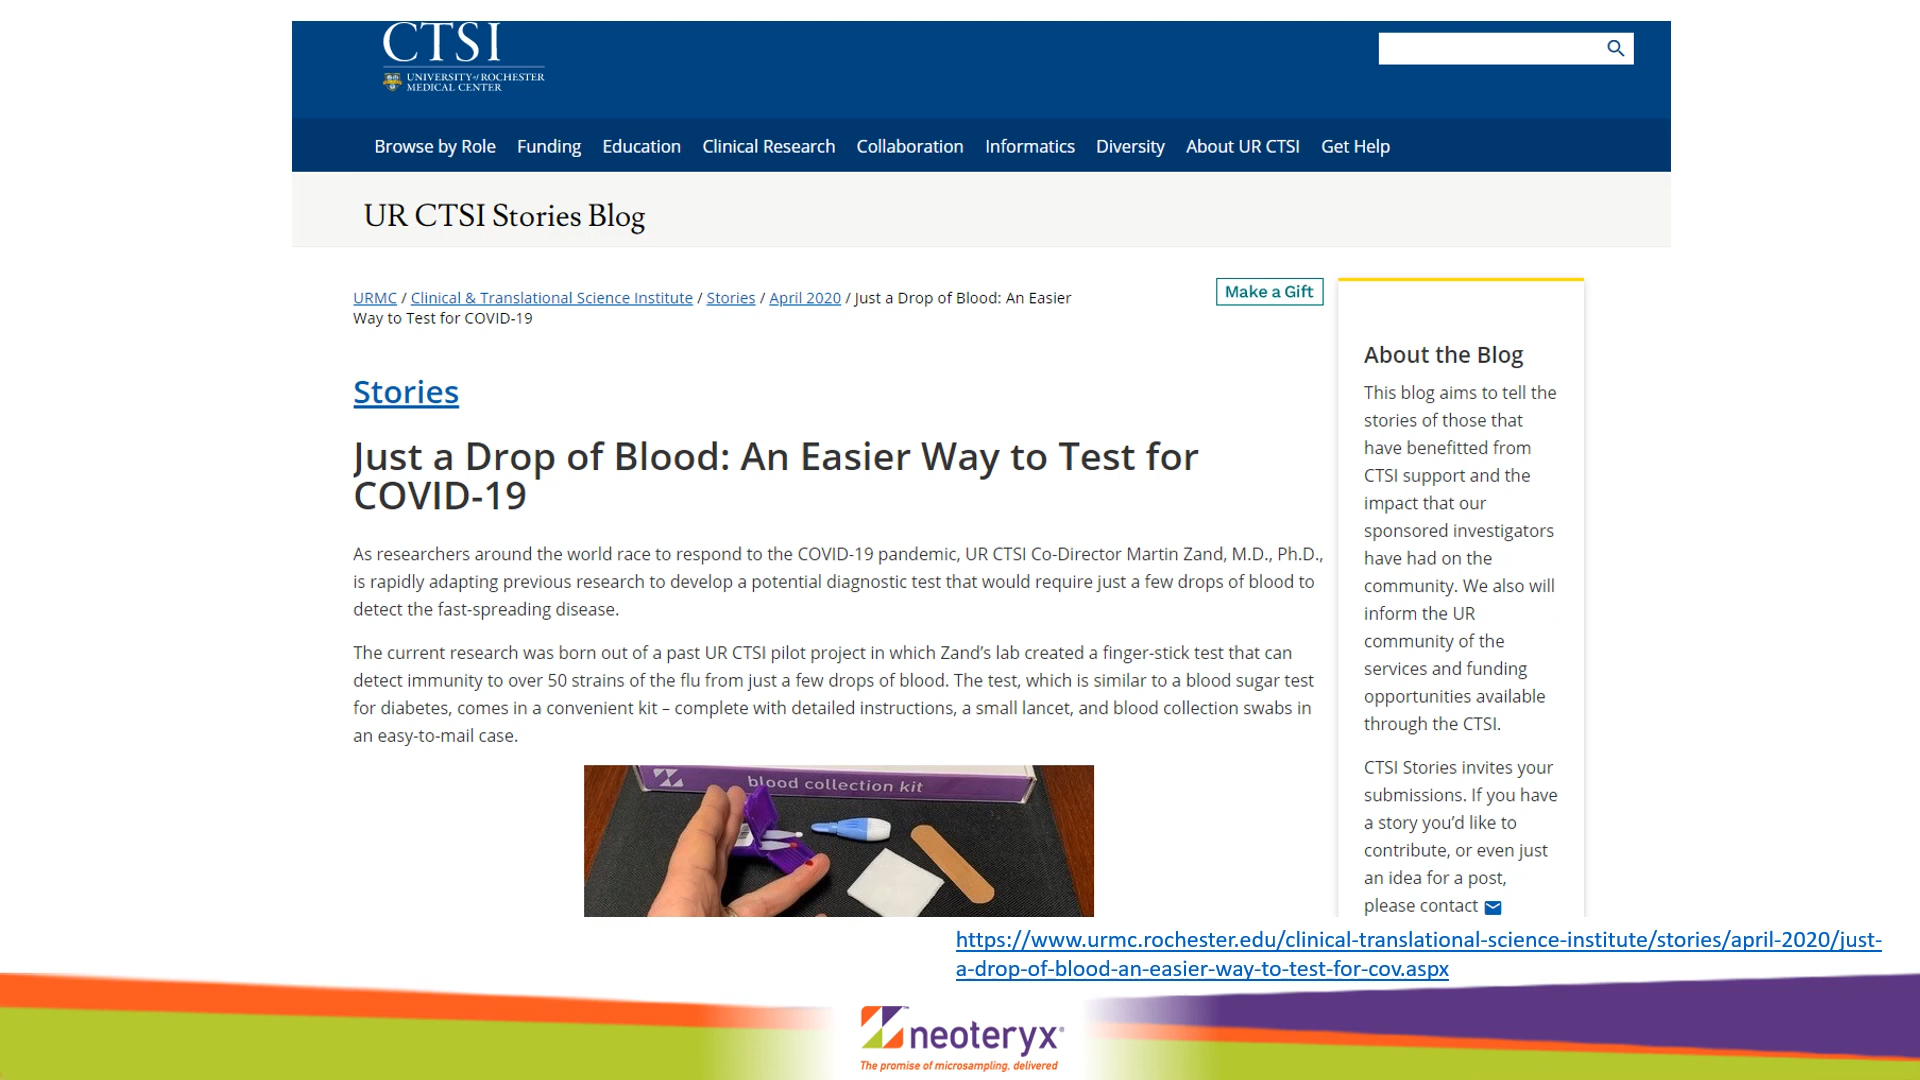 CTSI
UNIVERSITY of ROCHESTER
MEDICAL CENTER
Browse by Role Funding Education Clinical Research Collaboration Informatics Diversity About UR CTSI Get Help
UR CTSI Stories Blog
URMC / Clinical & Translational Science Institute / Stories / April 2020 / Just a Drop of Blood: An Easier
Way to Test for COVID-19
Make a Gift
Stories
Just a Drop of Blood: An Easier Way to Test for
COVID-19
As researchers around the world race to respond to the COVID-19 pandemic, UR CTSI Co-Director Martin Zand, M.D., Ph.D.,
is rapidly adapting previous research to develop a potential diagnostic test that would require just a few drops of blood to
detect the fast-spreading disease.
The current research was born out of a past UR CTSI pilot project in which Zand’s lab created a finger-stick test that can
detect immunity to over 50 strains of the flu from just a few drops of blood. The test, which is similar to a blood sugar test
for diabetes, comes in a convenient kit – complete with detailed instructions, a small lancet, and blood collection swabs in
an easy-to-mail case.
blood collection kit
About the Blog
This blog aims to tell the
stories of those that
have benefitted from
CTSI support and the
impact that our
sponsored investigators
have had on the
community. We also will
inform the UR
community of the
services and funding
opportunities available
through the CTSI.
CTSI Stories invites your
submissions. If you have
a story you’d like to
contribute, or even just
an idea for a post,
please contact
https://www.urmc.rochester.edu/clinical-translational-science-institute/stories/april-2020/just-
a-drop-of-blood-an-easier-way-to-test-for-cov.aspx
neoteryx®
The promise of microsampling, delivered